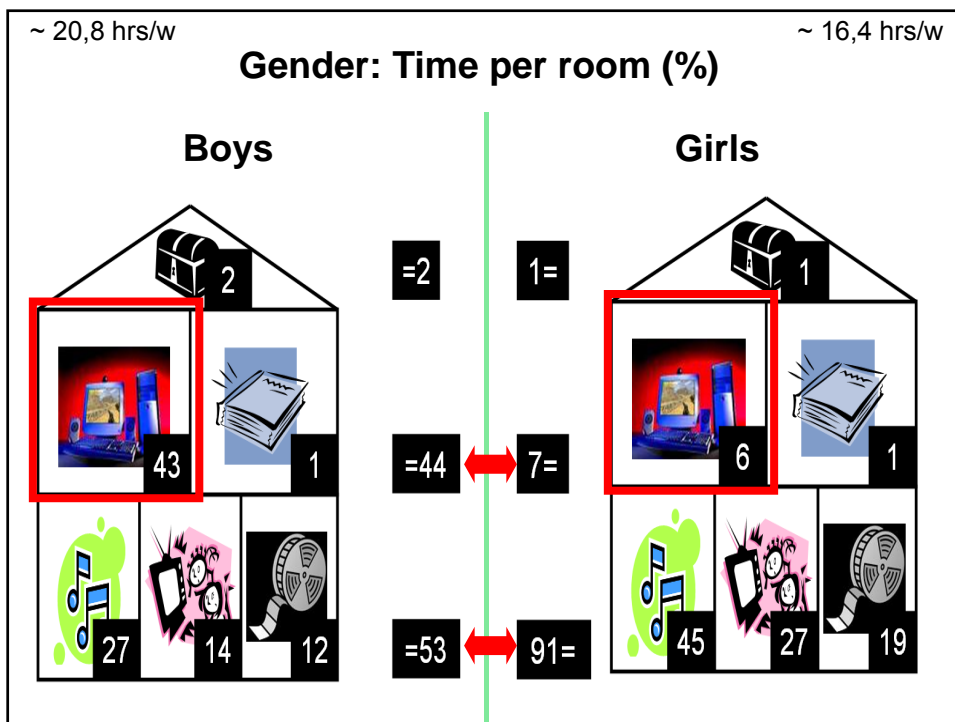 ~ 20,8 hrs/w ~ 16,4 hrs/w
Gender: Time per room (%)
Boys Girls
2 =2 1= 1
43 1 =44 7= 6 1
27 14 12 =53 91= 45 27 19